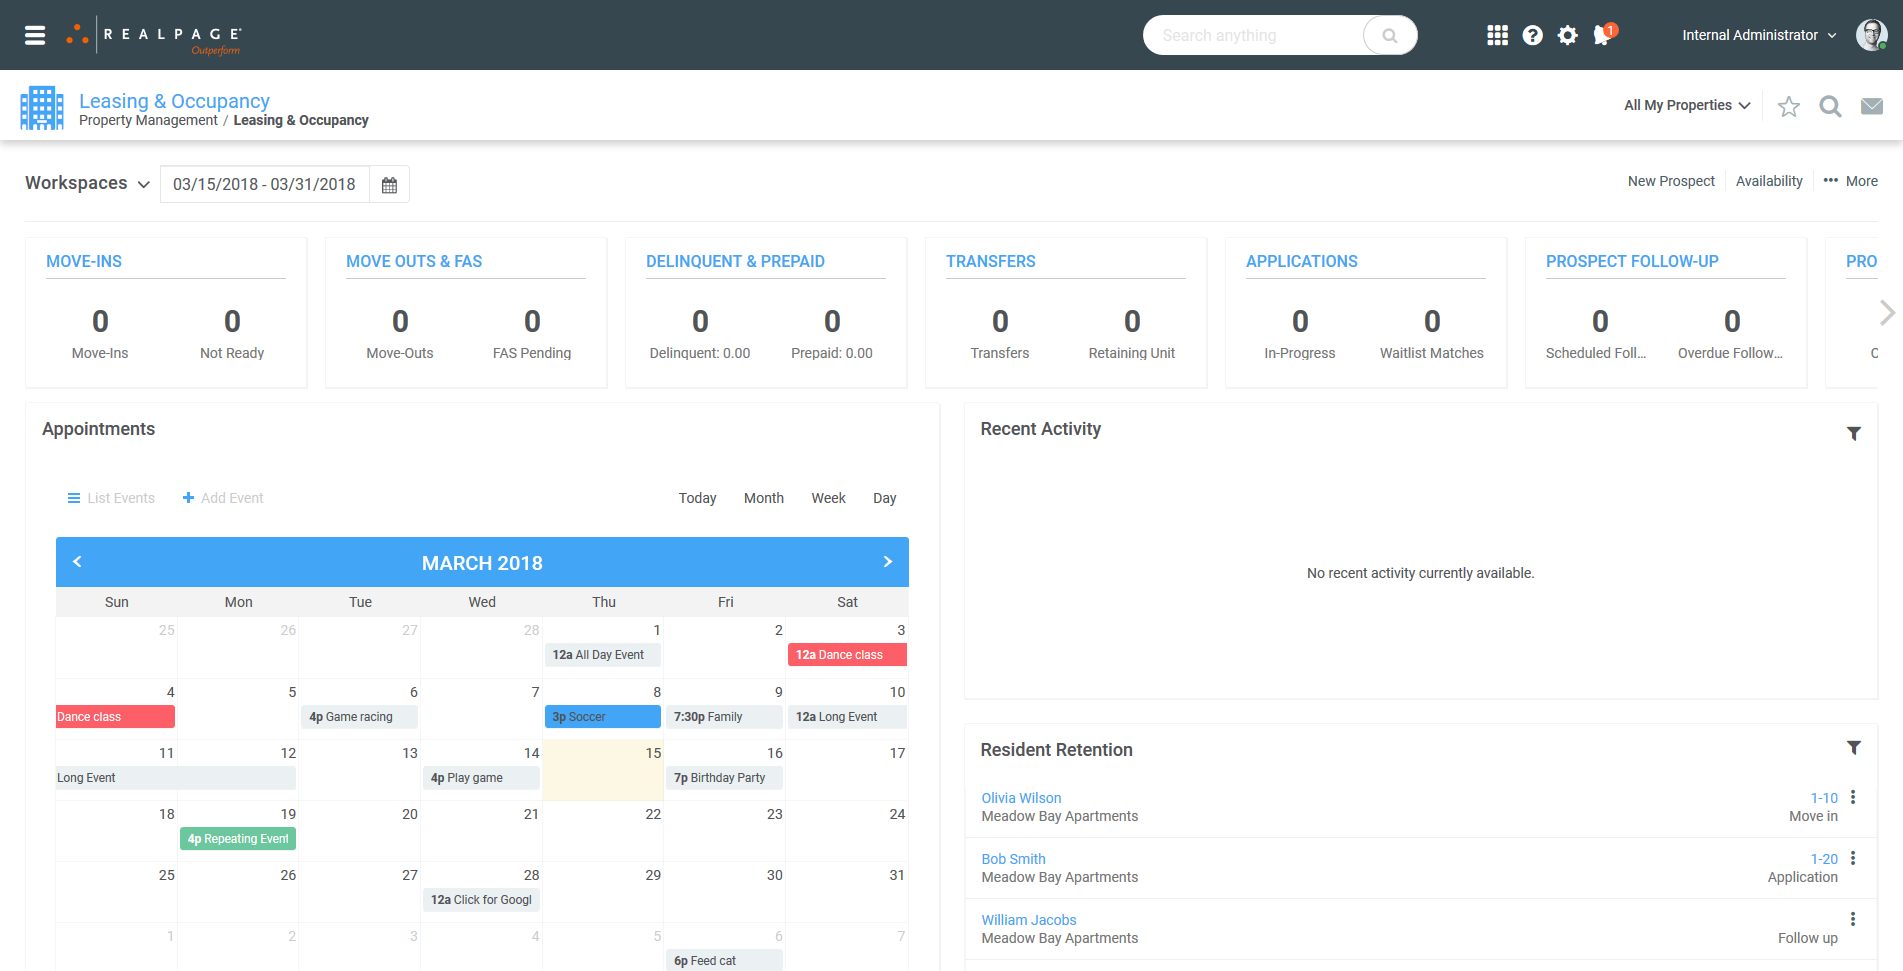 REALPAGE
Outperform
Search anything
1
Internal Administrator
Leasing & Occupancy
Property Management / Leasing & Occupancy
All My Properties
Workspaces
03/15/2018 - 03/31/2018
New Prospect
Availability
More
MOVE-INS
0 0
Move-Ins Not Ready
MOVE OUTS & FAS
0 0
Move-Outs FAS Pending
DELINQUENT & PREPAID
0 0
Delinquent: 0.00 Prepaid: 0.00
TRANSFERS
0 0
Transfers Retaining Unit
APPLICATIONS
0 0
In-Progress Waitlist Matches
PROSPECT FOLLOW-UP
0 0
Scheduled Foll... Overdue Follow...
PRO
Appointments
List Events Add Event Today Month Week Day
MARCH 2018
Sun Mon Tue Wed Thu Fri Sat
25 26 27 28 1 2 3
12a All Day Event 12a Dance class
4 5 6 7 8 9 10
Dance class 4p Game racing 3p Soccer 7:30p Family 12a Long Event
11 12 13 14 15 16 17
Long Event 4p Play game 7p Birthday Party
18 19 20 21 22 23 24
4p Repeating Event
25 26 27 28 29 30 31
12a Click for Googl
1 2 3 4 5 6 7
6p Feed cat
Recent Activity
No recent activity currently available.
Resident Retention
Olivia Wilson 1-10
Meadow Bay Apartments Move in
Bob Smith 1-20
Meadow Bay Apartments Application
William Jacobs
Meadow Bay Apartments Follow up